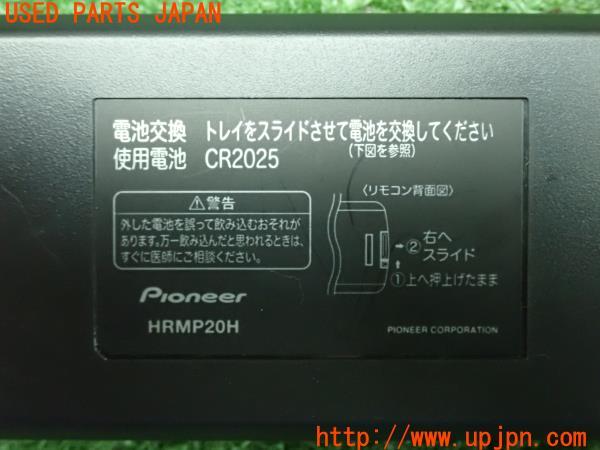 USED PARTS JAPAN
電池交換 トレイをスライドさせて電池を交換してください
使用電池 CR2025 (下図を参照)
⚠警告
外した電池を誤って飲み込むおそれが
あります。万一飲み込んだと思われるときは、
すぐに医師にご相談ください。
〈リモコン背面図〉
②右へ
スライド
①上へ押上げたまま
Pioneer
HRMP20H
PIONEER CORPORATION
http://www.upjpn.com